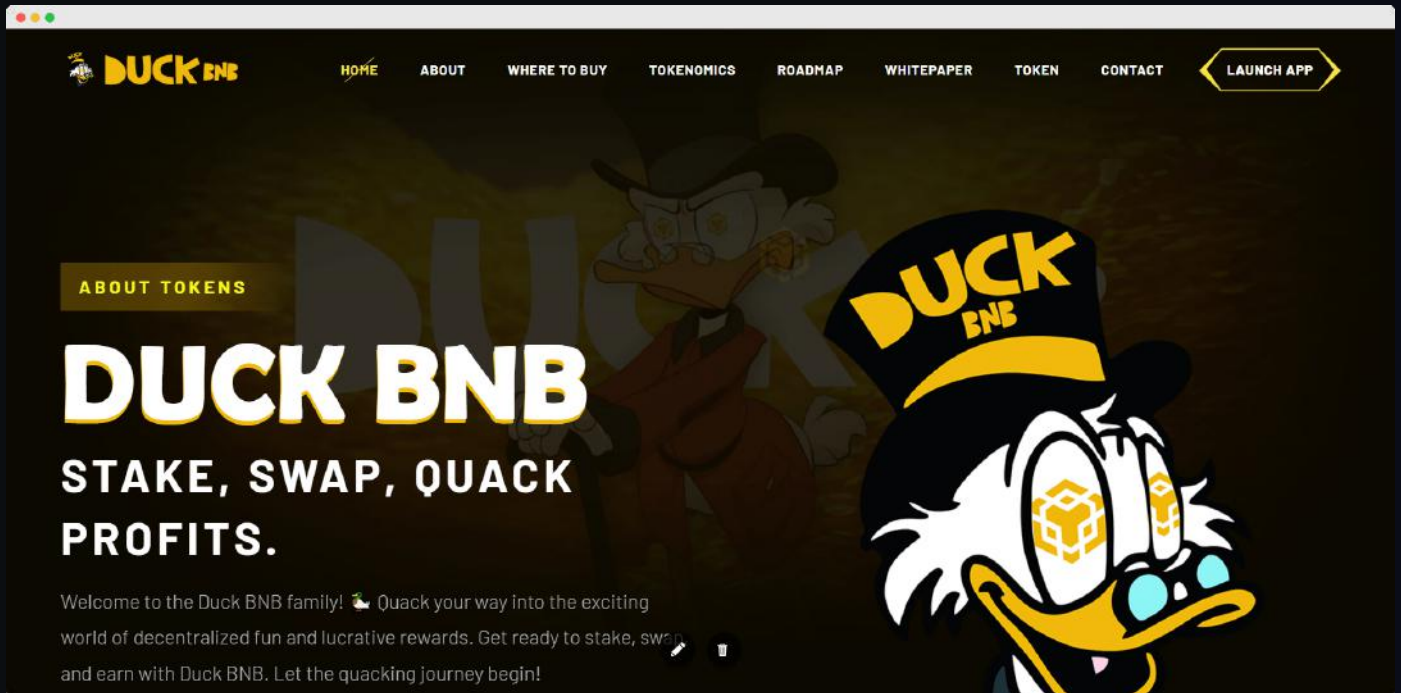 DUCK BNB
HOME ABOUT WHERE TO BUY TOKENOMICS ROADMAP WHITEPAPER TOKEN CONTACT LAUNCH APP
DUCK
DUCK
BNB
ABOUT TOKENS
DUCK BNB
STAKE, SWAP, QUACK
PROFITS.
Welcome to the Duck BNB family! 🦆 Quack your way into the exciting
world of decentralized fun and lucrative rewards. Get ready to stake, swap
and earn with Duck BNB. Let the quacking journey begin!